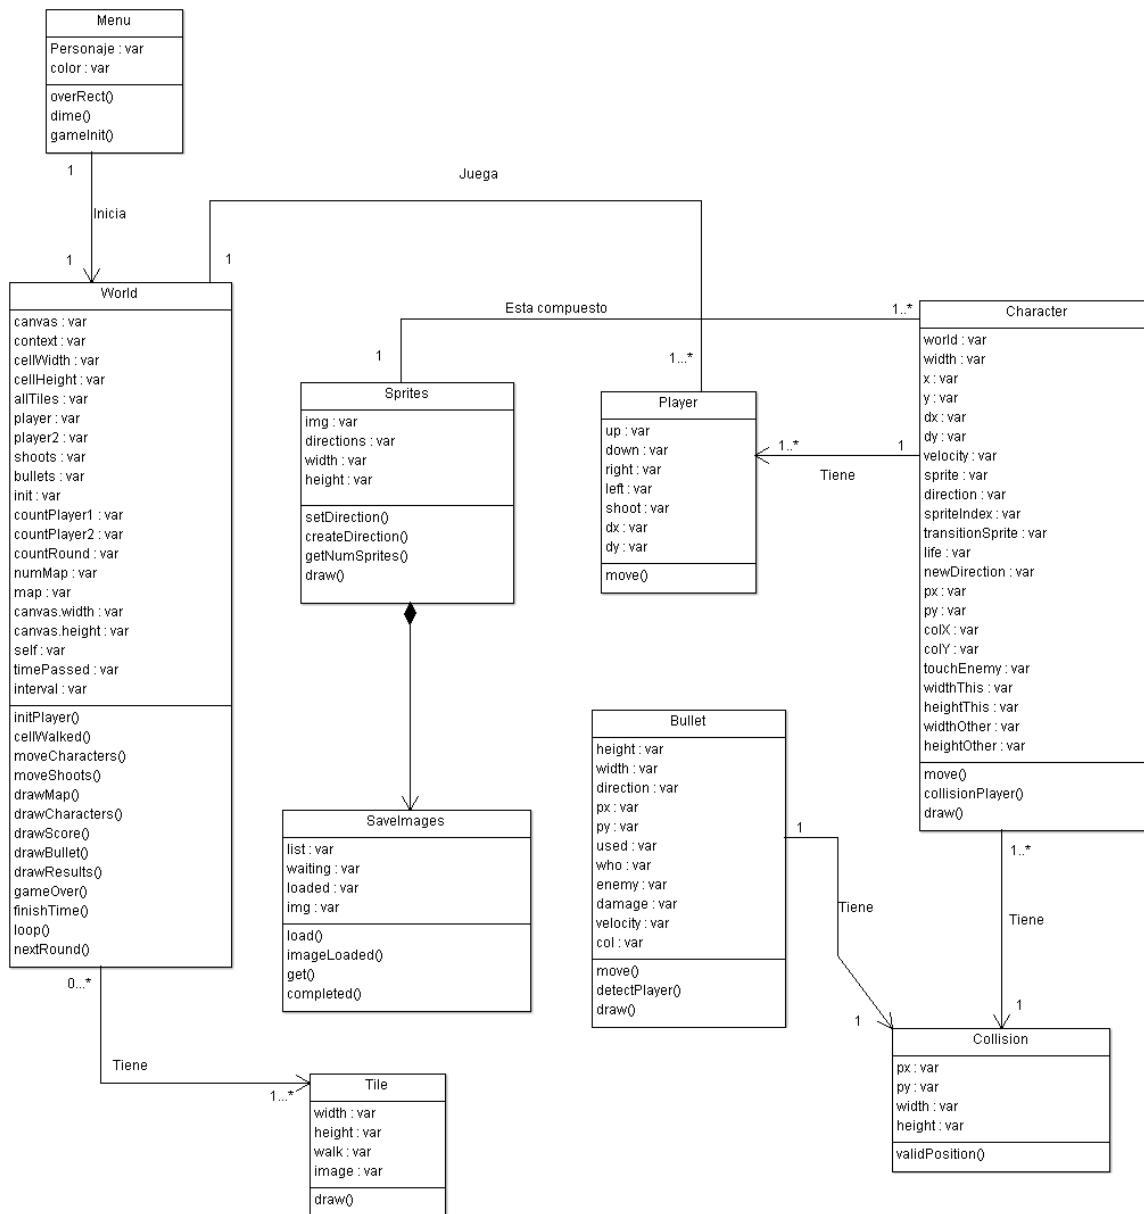 Menu
Personaje : var
color : var
overRect()
dime()
gameInit()
1
Inicia
1
Juega
1
1...*
World
canvas : var
context : var
cellWidth : var
cellHeight : var
allTiles : var
player : var
player2 : var
shoots : var
bullets : var
init : var
countPlayer1 : var
countPlayer2 : var
countRound : var
numMap : var
map : var
canvas.width : var
canvas.height : var
self : var
timePassed : var
interval : var
initPlayer()
cellWalked()
moveCharacters()
moveShoots()
drawMap()
drawCharacters()
drawScore()
drawBullet()
drawResults()
gameOver()
finishTime()
loop()
nextRound()
0...*
Tiene
1...*
Esta compuesto
1..*
1
Sprites
img : var
directions : var
width : var
height : var
setDirection()
createDirection()
getNumSprites()
draw()
SaveImages
list : var
waiting : var
loaded : var
img : var
load()
imageLoaded()
get()
completed()
Tile
width : var
height : var
walk : var
image : var
draw()
Player
up : var
down : var
right : var
left : var
shoot : var
dx : var
dy : var
move()
1..*
1
Tiene
Bullet
height : var
width : var
direction : var
px : var
py : var
used : var
who : var
enemy : var
damage : var
velocity : var
col : var
move()
detectPlayer()
draw()
1
Tiene
1
Character
world : var
width : var
x : var
y : var
dx : var
dy : var
velocity : var
sprite : var
direction : var
spriteIndex : var
transitionSprite : var
life : var
newDirection : var
px : var
py : var
colX : var
colY : var
touchEnemy : var
widthThis : var
heightThis : var
widthOther : var
heightOther : var
move()
collisionPlayer()
draw()
1..*
Tiene
1
Collision
px : var
py : var
width : var
height : var
validPosition()